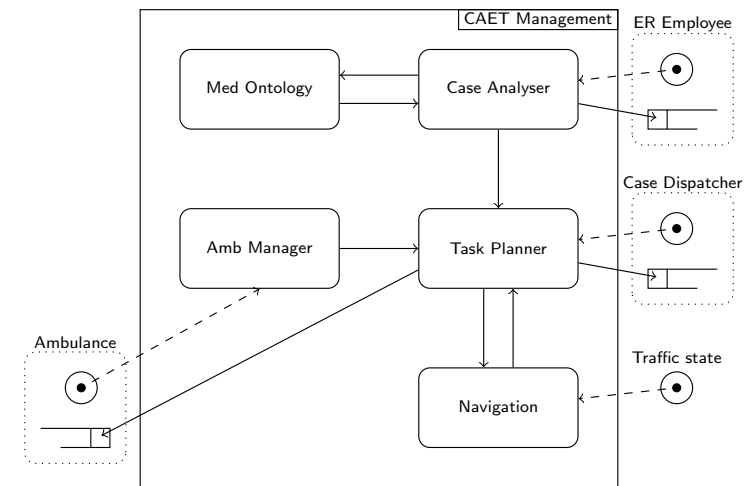 CAET Management
ER Employee
Med Ontology
Case Analyser
Case Dispatcher
Amb Manager
Task Planner
Ambulance
Traffic state
Navigation